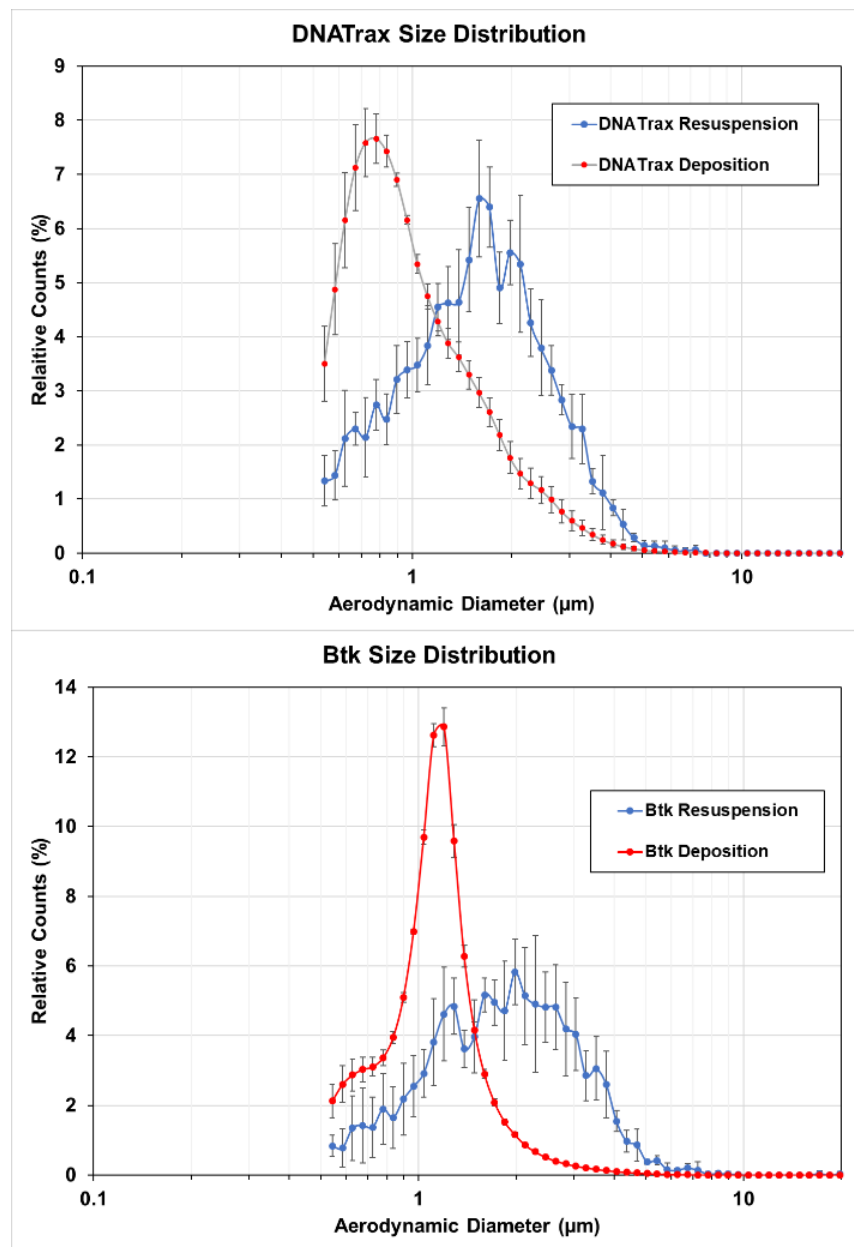 DNATrax Size Distribution
9
8
7
6
5
4
3
2
1
0
Relaitive Counts (%)
DNATrax Resuspension
DNATrax Deposition
0.1
1
10
Aerodynamic Diameter (µm)
Btk Size Distribution
14
12
10
8
6
4
2
0
Relative Counts (%)
Btk Resuspension
Btk Deposition
0.1
1
10
Aerodynamic Diameter (µm)